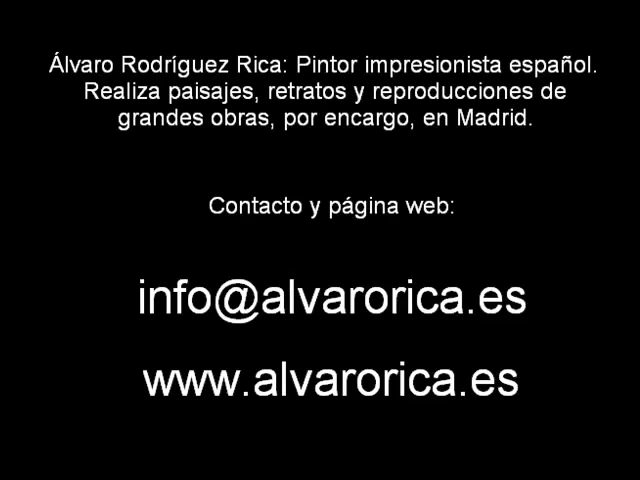 Álvaro Rodríguez Rica: Pintor impresionista español.
Realiza paisajes, retratos y reproducciones de
grandes obras, por encargo, en Madrid.
Contacto y página web:
info@alvarorica.es
www.alvarorica.es